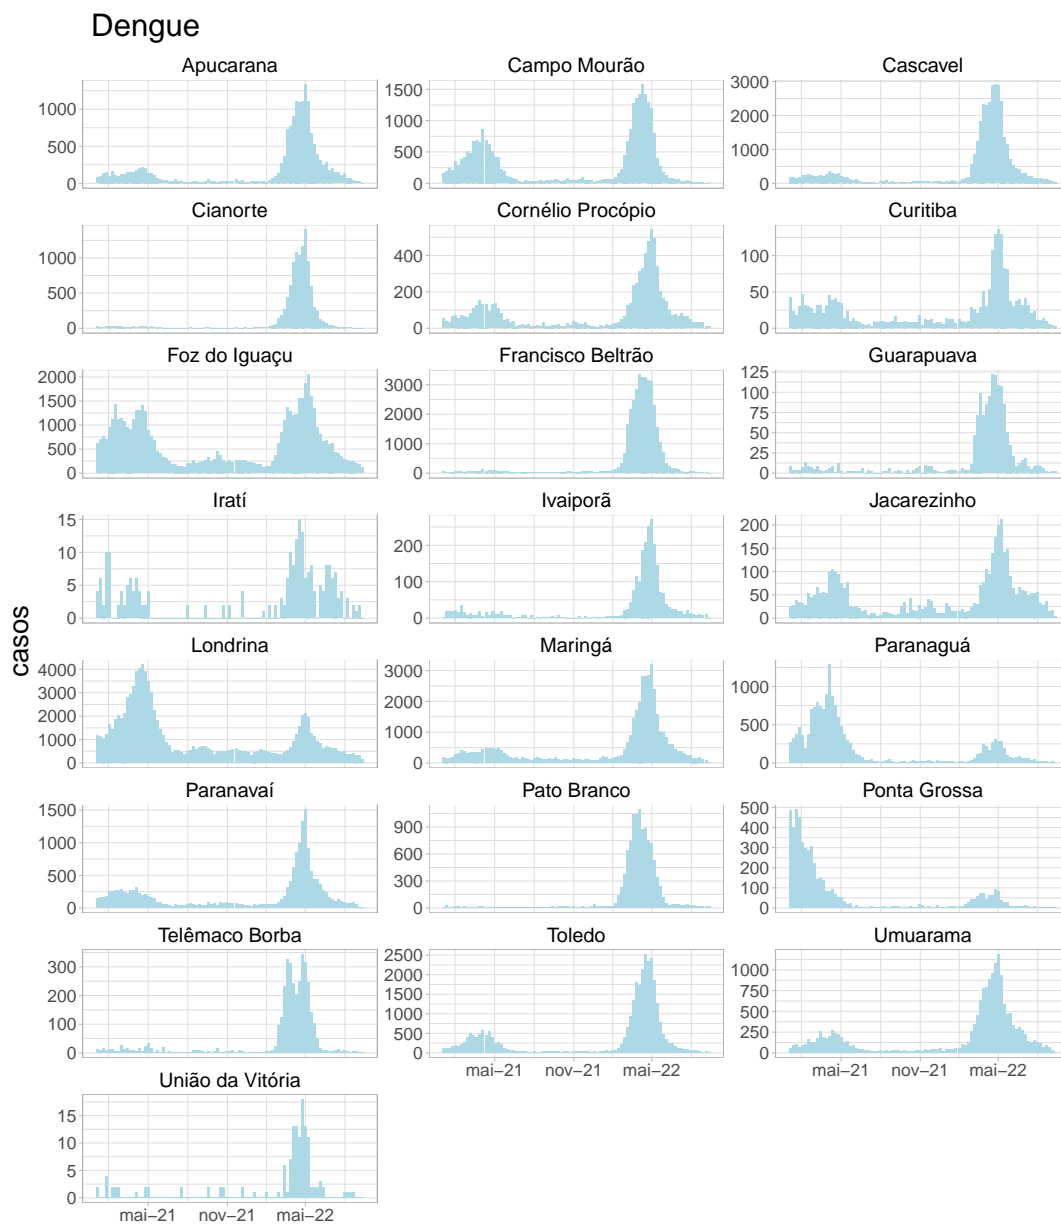 Dengue
Apucarana Campo Mourão Cascavel
1000 500 0
1500 1000 500 0
3000 2000 1000 0
Cianorte Cornélio Procópio Curitiba
1000 500 0
400 200 0
100 50 0
Foz do Iguaçu Francisco Beltrão Guarapuava
2000 1500 1000 500 0
3000 2000 1000 0
125 100 75 50 25 0
Iratí Ivaiporã Jacarezinho
15 10 5 0
200 100 0
200 150 100 50 0
casos
Londrina Maringá Paranaguá
4000 3000 2000 1000 0
3000 2000 1000 0
1000 500 0
Paranavaí Pato Branco Ponta Grossa
1500 1000 500 0
900 600 300 0
500 400 300 200 100 0
Telêmaco Borba Toledo Umuarama
300 200 100 0
2500 2000 1500 1000 500 0
1000 750 500 250 0
mai–21 nov–21 mai–22 mai–21 nov–21 mai–22
União da Vitória
15 10 5 0
mai–21 nov–21 mai–22